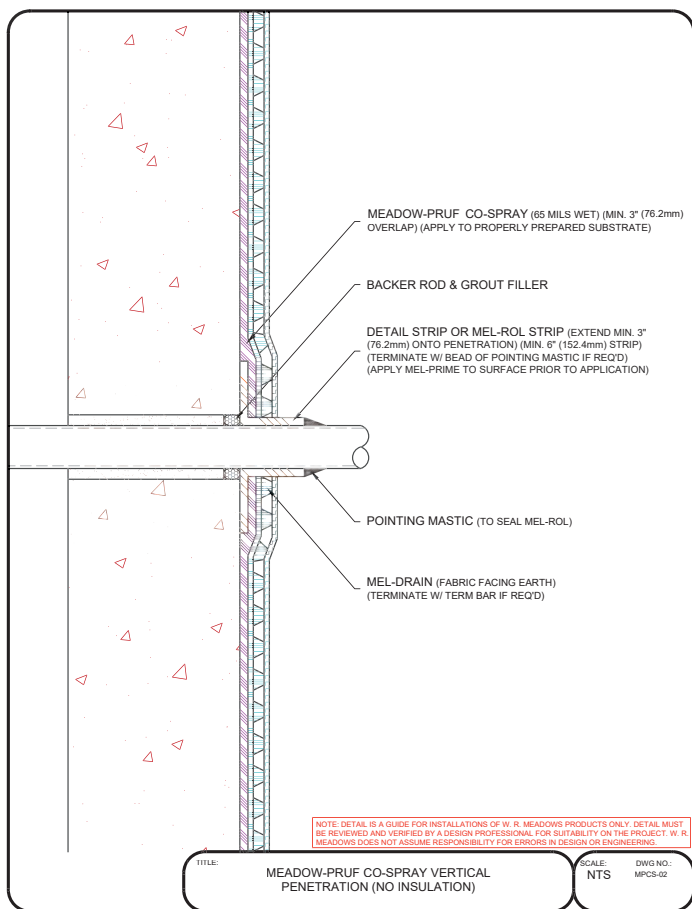 MEADOW-PRUF CO-SPRAY (65 MILS WET) (MIN. 3" (76.2mm)
OVERLAP) (APPLY TO PROPERLY PREPARED SUBSTRATE)
BACKER ROD & GROUT FILLER
DETAIL STRIP OR MEL-ROL STRIP (EXTEND MIN. 3"
(76.2mm) ONTO PENETRATION) (MIN. 6" (152.4mm) STRIP)
(TERMINATE W/ BEAD OF POINTING MASTIC IF REQ'D)
(APPLY MEL-PRIME TO SURFACE PRIOR TO APPLICATION)
POINTING MASTIC (TO SEAL MEL-ROL)
MEL-DRAIN (FABRIC FACING EARTH)
(TERMINATE W/ TERM BAR IF REQ'D)
NOTE: DETAIL IS A GUIDE FOR INSTALLATIONS OF W. R. MEADOWS PRODUCTS ONLY. DETAIL MUST
BE REVIEWED AND VERIFIED BY A DESIGN PROFESSIONAL FOR SUITABILITY ON THE PROJECT. W. R.
MEADOWS DOES NOT ASSUME RESPONSIBILITY FOR ERRORS IN DESIGN OR ENGINEERING.
TITLE:
MEADOW-PRUF CO-SPRAY VERTICAL
PENETRATION (NO INSULATION)
SCALE:
NTS
DWG NO.:
MPCS-02